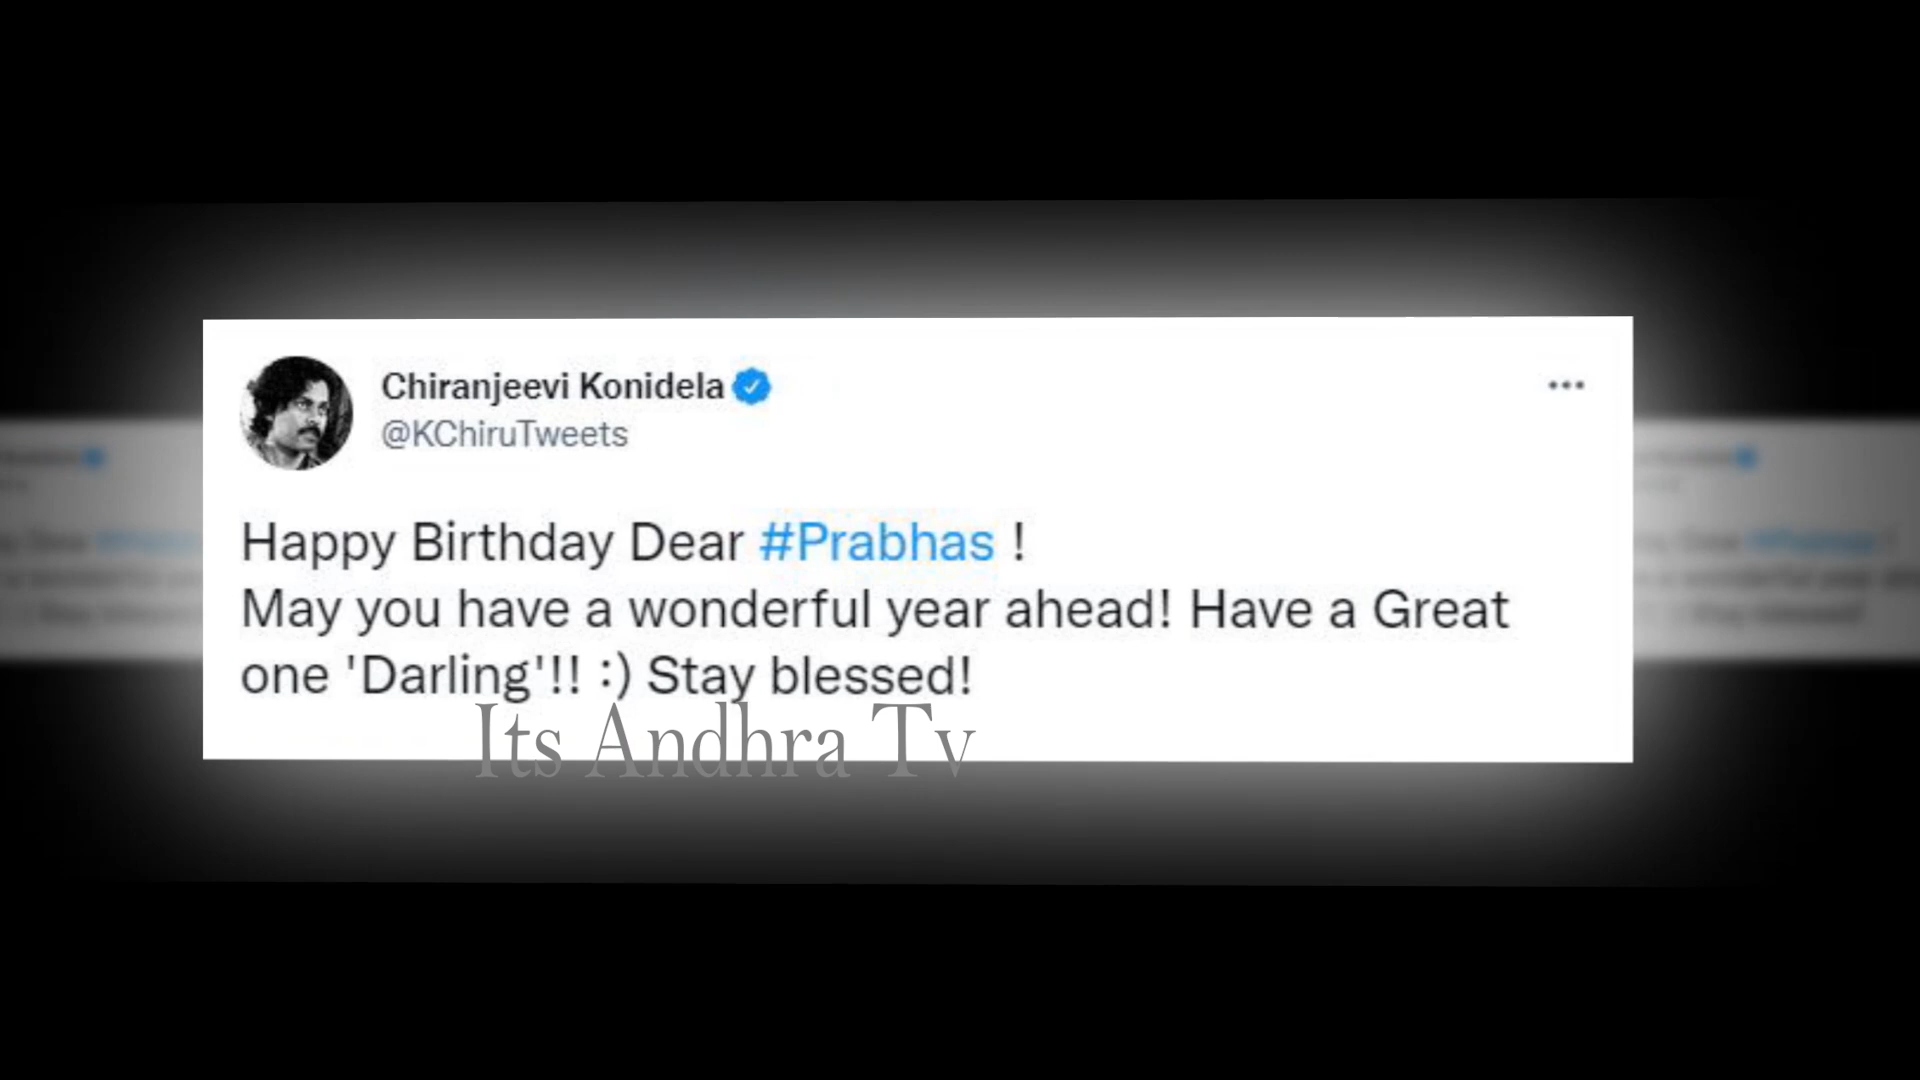 Chiranjeevi Konidela
@KChiruTweets
Happy Birthday Dear #Prabhas !
May you have a wonderful year ahead! Have a Great
one 'Darling'!! :) Stay blessed!
Its Andhra Tv